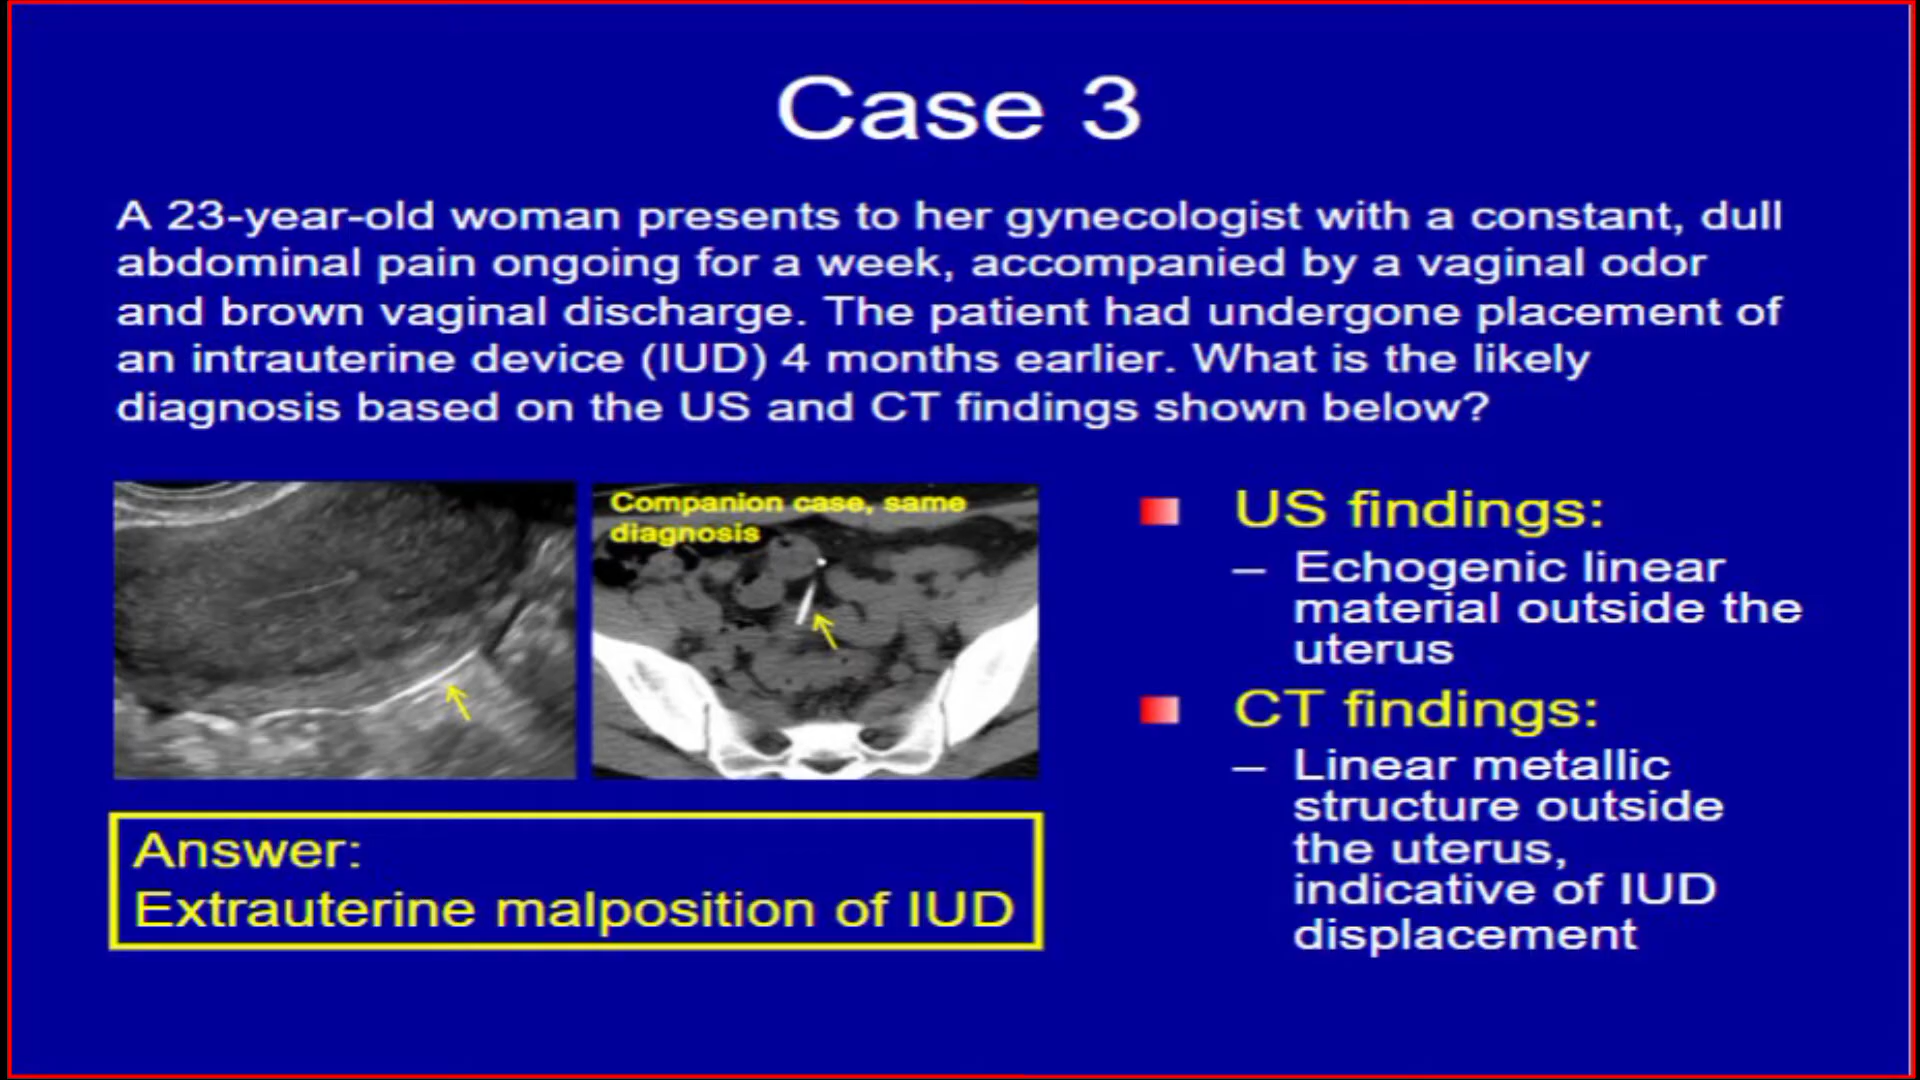 Case 3
A 23-year-old woman presents to her gynecologist with a constant, dull
abdominal pain ongoing for a week, accompanied by a vaginal odor
and brown vaginal discharge. The patient had undergone placement of
an intrauterine device (IUD) 4 months earlier. What is the likely
diagnosis based on the US and CT findings shown below?
Companion case, same
diagnosis
Answer:
Extrauterine malposition of IUD
US findings:
– Echogenic linear
material outside the
uterus
CT findings:
– Linear metallic
structure outside
the uterus,
indicative of IUD
displacement